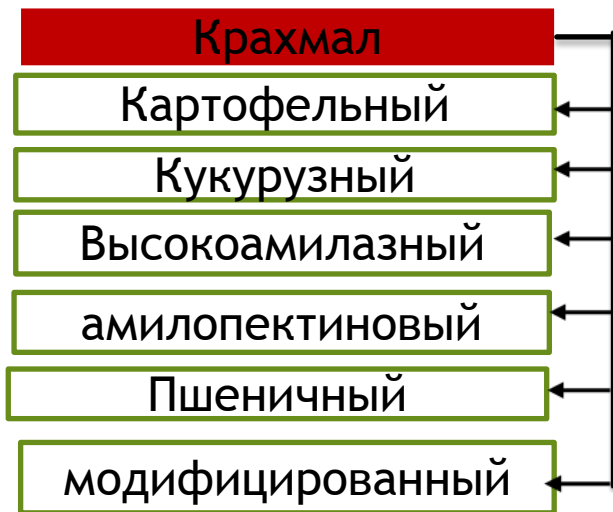 Крахмал
Картофельный
Кукурузный
Высокоамилазный
амилопектиновый
Пшеничный
модифицированный